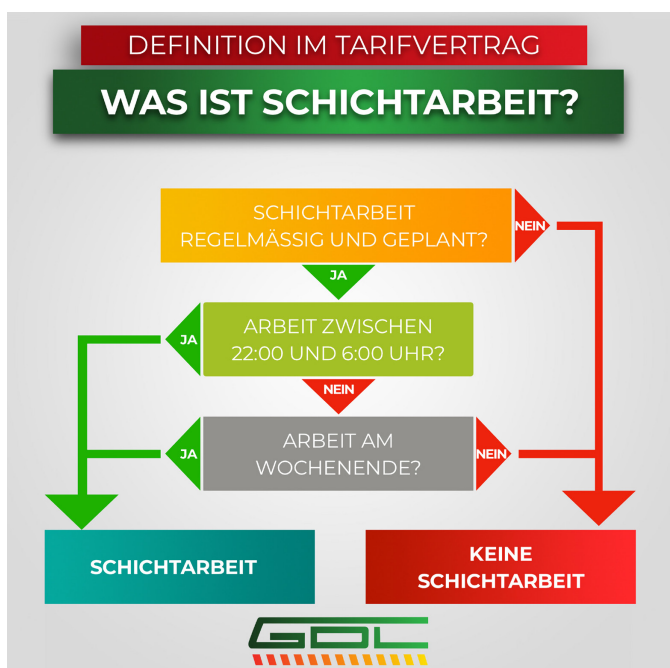 DEFINITION IM TARIFVERTRAG
WAS IST SCHICHTARBEIT?
SCHICHTARBEIT
REGELMÄSSIG UND GEPLANT?
NEIN
JA
ARBEIT ZWISCHEN
22:00 UND 6:00 UHR?
JA
NEIN
ARBEIT AM
WOCHENENDE?
JA
NEIN
SCHICHTARBEIT
KEINE
SCHICHTARBEIT
GDL